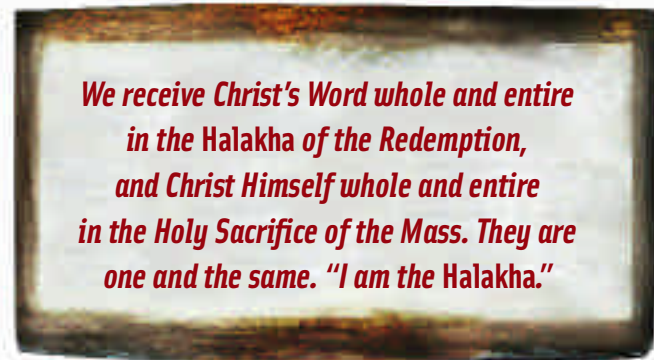 We receive Christ’s Word whole and entire
in the Halakha of the Redemption,
and Christ Himself whole and entire
in the Holy Sacrifice of the Mass. They are
one and the same. “I am the Halakha.”